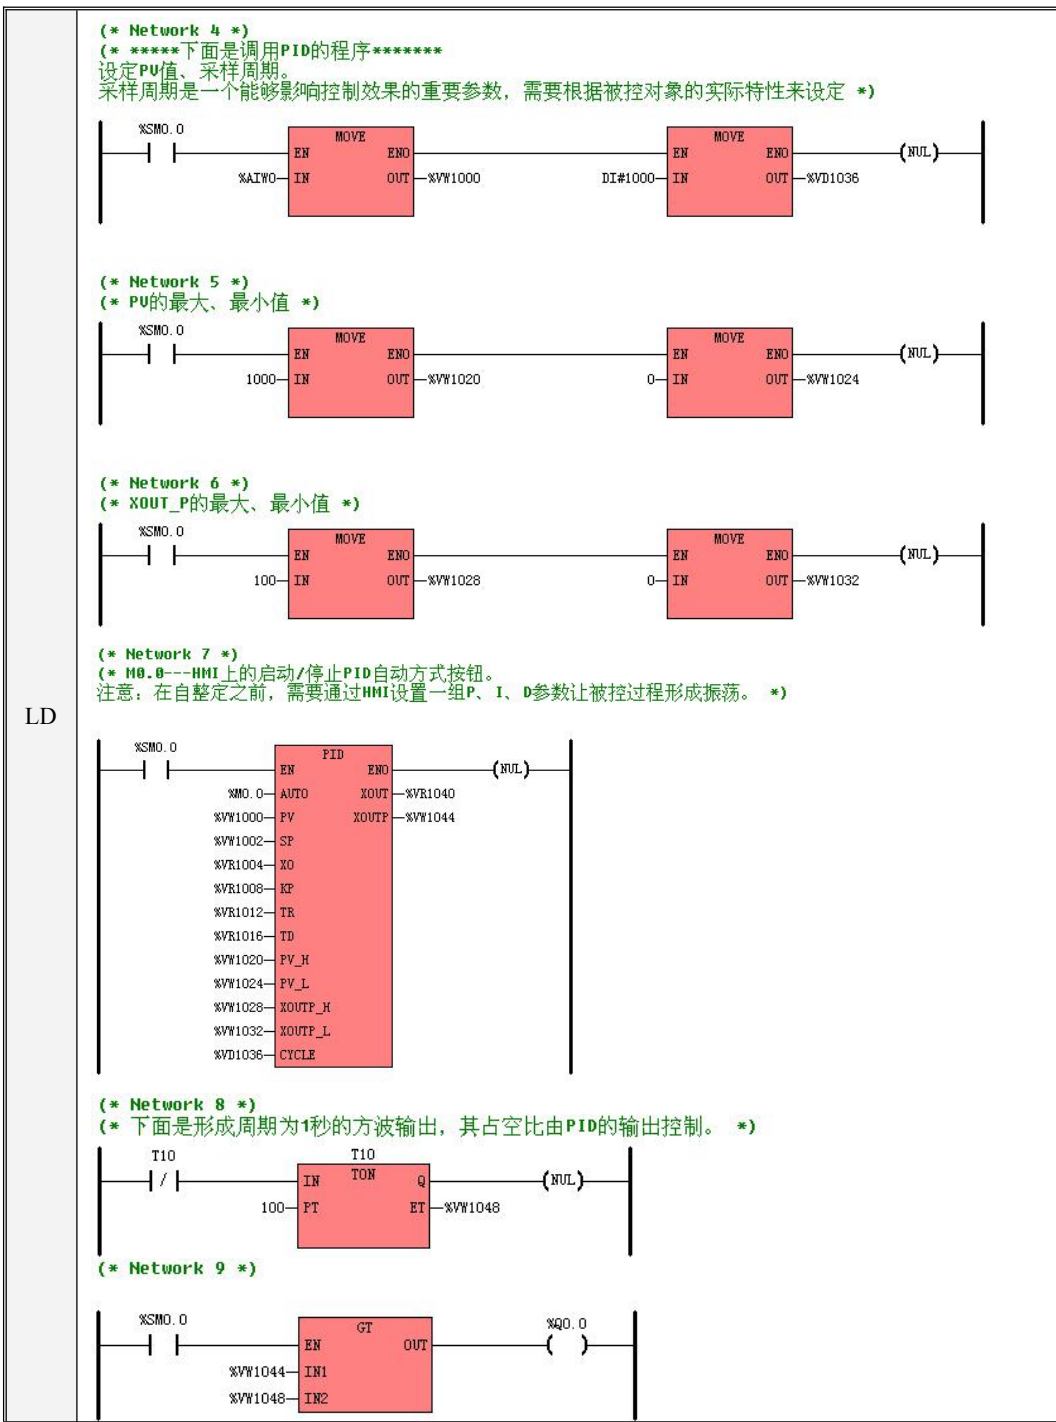 (* Network 4 *)
(* *****下面是调用PID的程序*******
设定PV值、采样周期。
采样周期是一个能够影响控制效果的重要参数，需要根据被控对象的实际特性来设定 *)
%SM0.0
MOVE
MOVE
EN ENO
EN ENO
(NUL)
%AIW0 IN OUT %VW1000
DI#1000 IN OUT %VD1036
(* Network 5 *)
(* PV的最大、最小值 *)
%SM0.0
MOVE
MOVE
EN ENO
EN ENO
(NUL)
1000 IN OUT %VW1020
0 IN OUT %VW1024
(* Network 6 *)
(* XOUT_P的最大、最小值 *)
%SM0.0
MOVE
MOVE
EN ENO
EN ENO
(NUL)
100 IN OUT %VW1028
0 IN OUT %VW1032
(* Network 7 *)
(* M0.0---HMI上的启动/停止PID自动方式按钮。
注意：在自整定之前，需要通过HMI设置一组P、I、D参数让被控过程形成振荡。 *)
LD
%SM0.0
PID
EN ENO
(NUL)
%M0.0 AUTO XOUT %VR1040
%VW1000 PV XOUTP %VW1044
%VW1002 SP
%VR1004 XO
%VR1008 KP
%VR1012 TR
%VR1016 TD
%VW1020 PV_H
%VW1024 PV_L
%VW1028 XOUTP_H
%VW1032 XOUTP_L
%VD1036 CYCLE
(* Network 8 *)
(* 下面是形成周期为1秒的方波输出，其占空比由PID的输出控制。 *)
T10
T10
/
IN TON Q
(NUL)
100 PT ET %VW1048
(* Network 9 *)
%SM0.0
GT
%Q0.0
EN OUT
( )
%VW1044 IN1
%VW1048 IN2